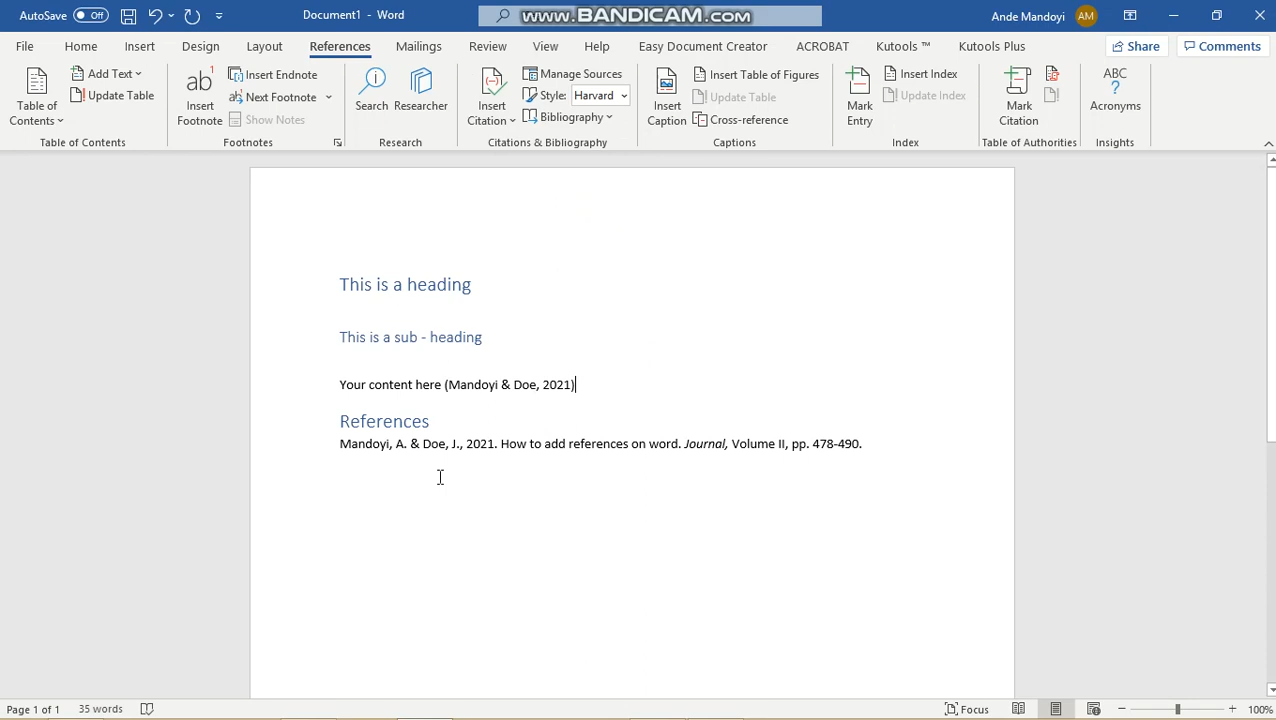 AutoSave Off Document1 - Word www.BANDICAM.com Ande Mandoyi AM
File Home Insert Design Layout References Mailings Review View Help Easy Document Creator ACROBAT Kutools ™ Kutools Plus Share Comments
Table of Contents
Add Text
Update Table
Table of Contents
ab1
Insert Footnote
Insert Endnote
Next Footnote
Show Notes
Footnotes
Search
Researcher
Research
Insert Citation
Manage Sources
Style: Harvard
Bibliography
Citations & Bibliography
Insert Caption
Insert Table of Figures
Update Table
Cross-reference
Captions
Mark Entry
Insert Index
Update Index
Index
Mark Citation
Table of Authorities
ABC
?
Acronyms
Insights
This is a heading
This is a sub - heading
Your content here (Mandoyi & Doe, 2021)
References
Mandoyi, A. & Doe, J., 2021. How to add references on word. Journal, Volume II, pp. 478-490.
Page 1 of 1 35 words Focus 100%